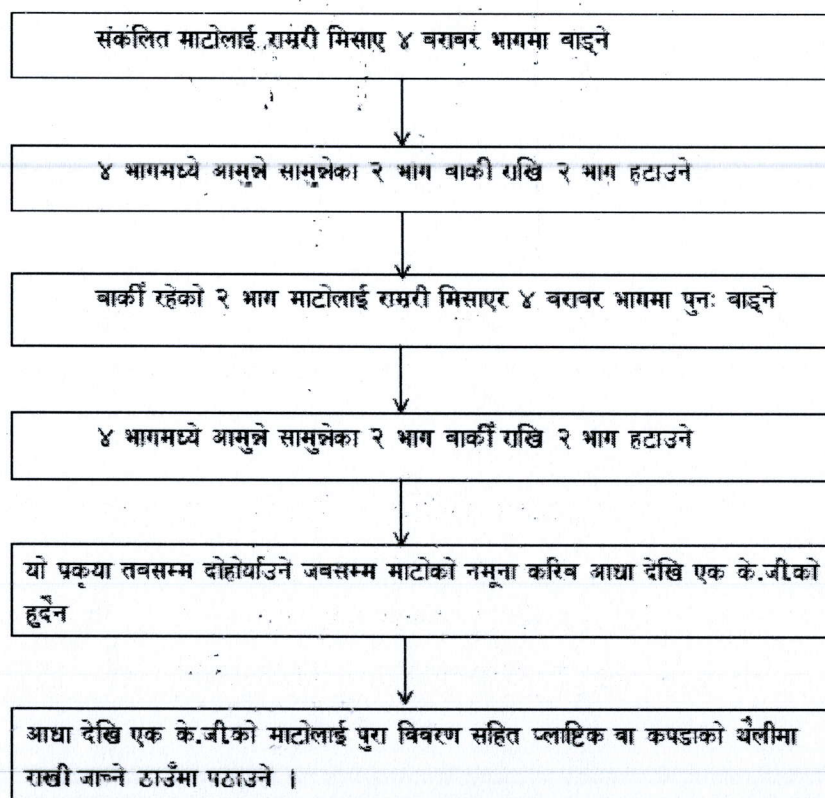 संकलित माटोलाई राम्ररी मिसाए ४ बराबर भागमा बाड्ने
४ भागमध्ये आमुन्ने सामुन्नेका २ भाग बाकी राखि २ भाग हटाउने
बाकीँ रहेको २ भाग माटोलाई राम्ररी मिसाएर ४ बराबर भागमा पुनः बाड्ने
४ भागमध्ये आमुन्ने सामुन्नेका २ भाग बाकीँ राखि २ भाग हटाउने
यो प्रकृया तबसम्म दोहोर्याउने जबसम्म माटोको नमूना करिब आधा देखि एक के.जी.को
हुदैन
आधा देखि एक के.जी.को माटोलाई पुरा विवरण सहित प्लाष्टिक वा कपडाको थैलीमा
राखी जाच्ने ठाउँमा पठाउने ।